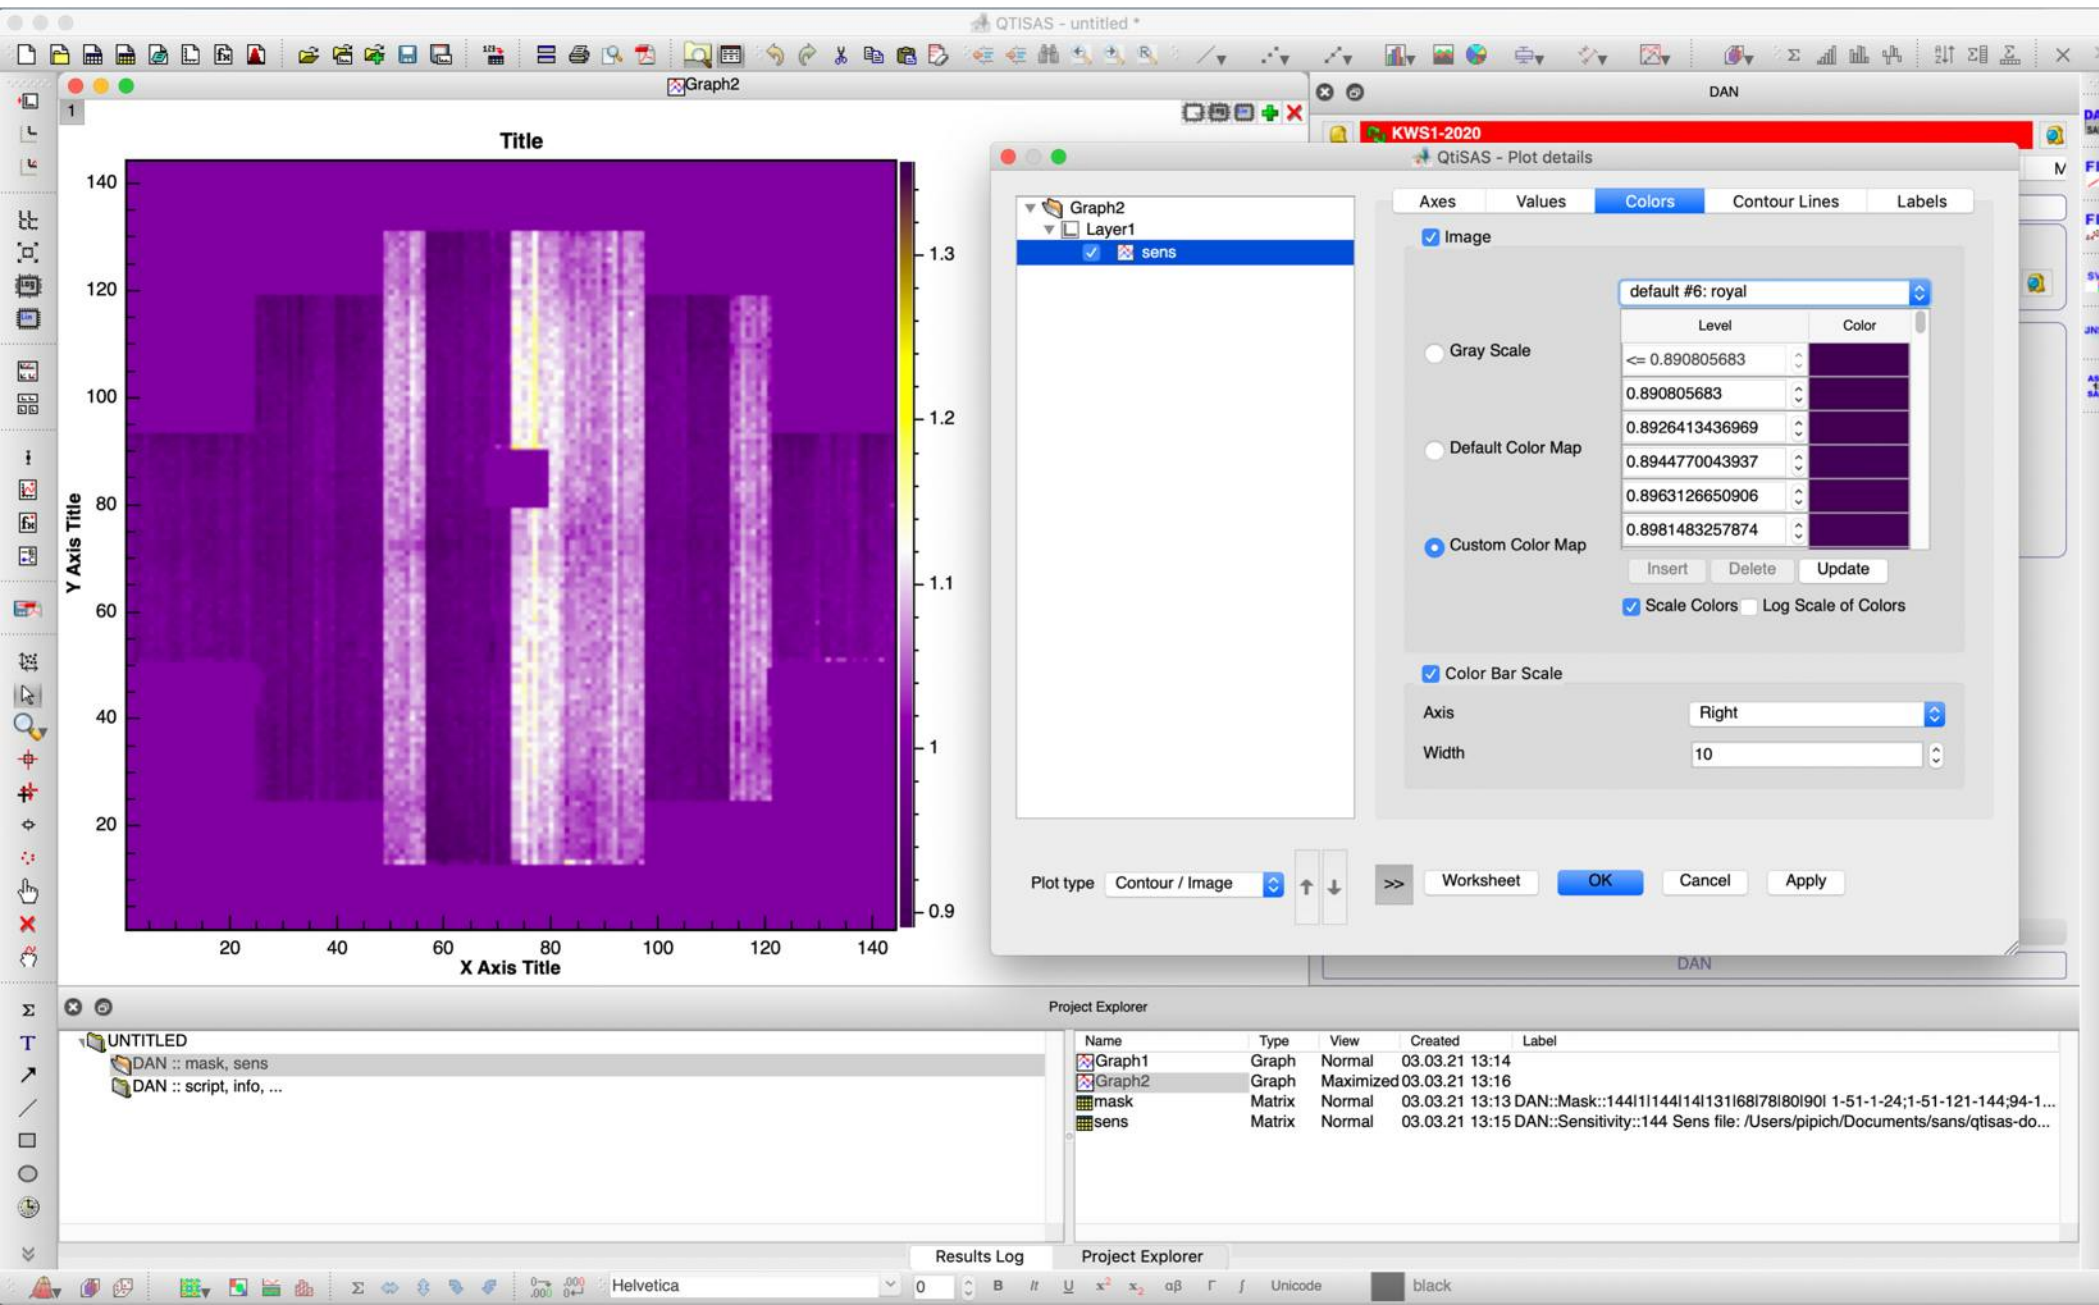 QTISAS - untitled *
Graph2
DAN
1
KWS1-2020
Title
QtiSAS - Plot details
M
Graph2
Layer1
sens
Axes
Values
Colors
Contour Lines
Labels
Image
default #6: royal
Level
Color
Gray Scale
<= 0.890805683
0.890805683
0.8926413436969
Default Color Map
0.8944770043937
0.8963126650906
0.8981483257874
Custom Color Map
Insert
Delete
Update
Scale Colors
Log Scale of Colors
Color Bar Scale
Axis
Right
Width
10
Plot type
Contour / Image
>>
Worksheet
OK
Cancel
Apply
140
120
100
80
60
40
20
Y Axis Title
20
40
60
80
100
120
140
X Axis Title
1.3
1.2
1.1
1
0.9
DAN
Project Explorer
UNTITLED
DAN :: mask, sens
DAN :: script, info, ...
Name Type View Created Label
Graph1 Graph Normal 03.03.21 13:14
Graph2 Graph Maximized 03.03.21 13:16
mask Matrix Normal 03.03.21 13:13 DAN::Mask::144|1|144|14|131|68|78|80|90| 1-51-1-24;1-51-121-144;94-1...
sens Matrix Normal 03.03.21 13:15 DAN::Sensitivity::144 Sens file: /Users/pipich/Documents/sans/qtisas-do...
Results Log
Project Explorer
Helvetica
0
B
It
U
x²
x₂
αβ
Γ
∫
Unicode
black